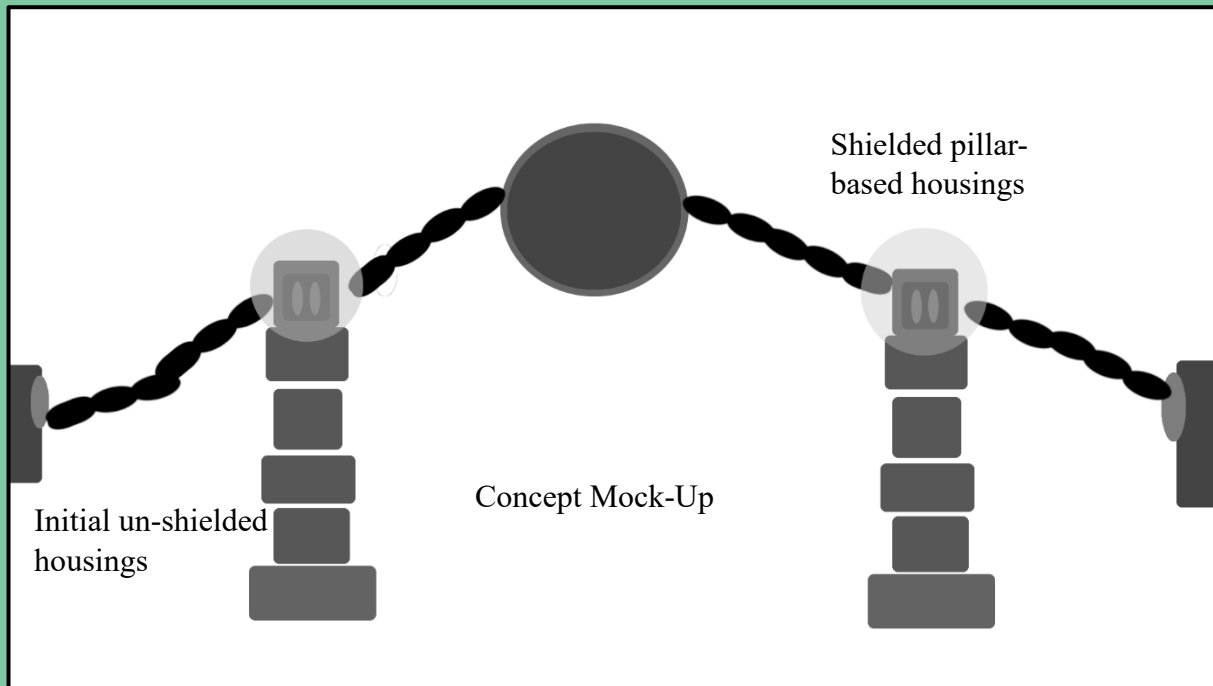 Shielded pillar-
based housings
Concept Mock-Up
Initial un-shielded
housings